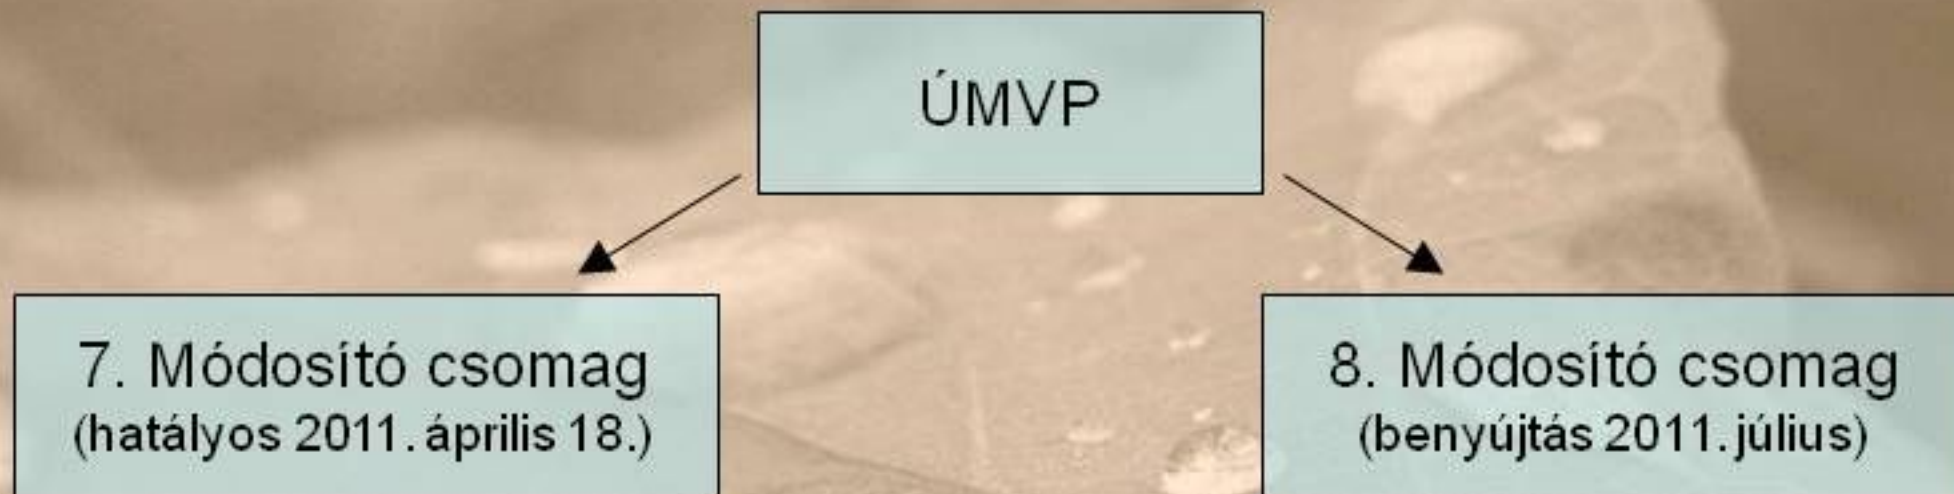 ÚMVP
7. Módosító csomag
(hatályos 2011. április 18.)
8. Módosító csomag
(benyújtás 2011. július)